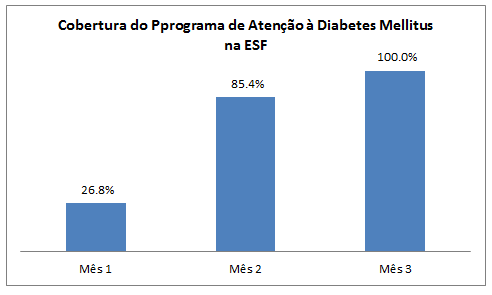 Cobertura do Pprograma de Atenção à Diabetes Mellitus
na ESF
100.0%
85.4%
26.8%
Mês 1
Mês 2
Mês 3